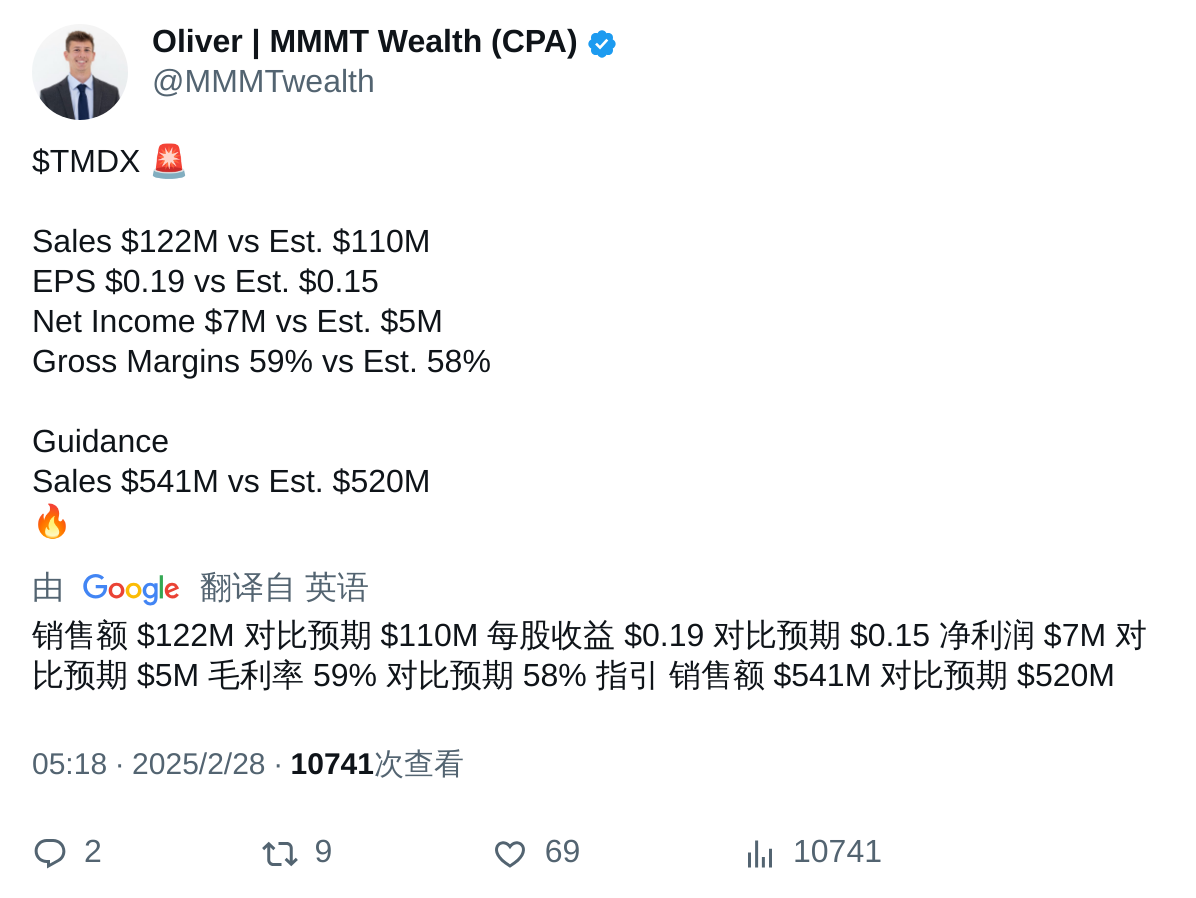 Oliver | MMMT Wealth (CPA)
@MMMTwealth
$TMDX 🚨
Sales $122M vs Est. $110M
EPS $0.19 vs Est. $0.15
Net Income $7M vs Est. $5M
Gross Margins 59% vs Est. 58%
Guidance
Sales $541M vs Est. $520M
🔥
由 Google 翻译自 英语
销售额 $122M 对比预期 $110M 每股收益 $0.19 对比预期 $0.15 净利润 $7M 对
比预期 $5M 毛利率 59% 对比预期 58% 指引 销售额 $541M 对比预期 $520M
05:18 · 2025/2/28 · 10741次查看
2 9 69 10741